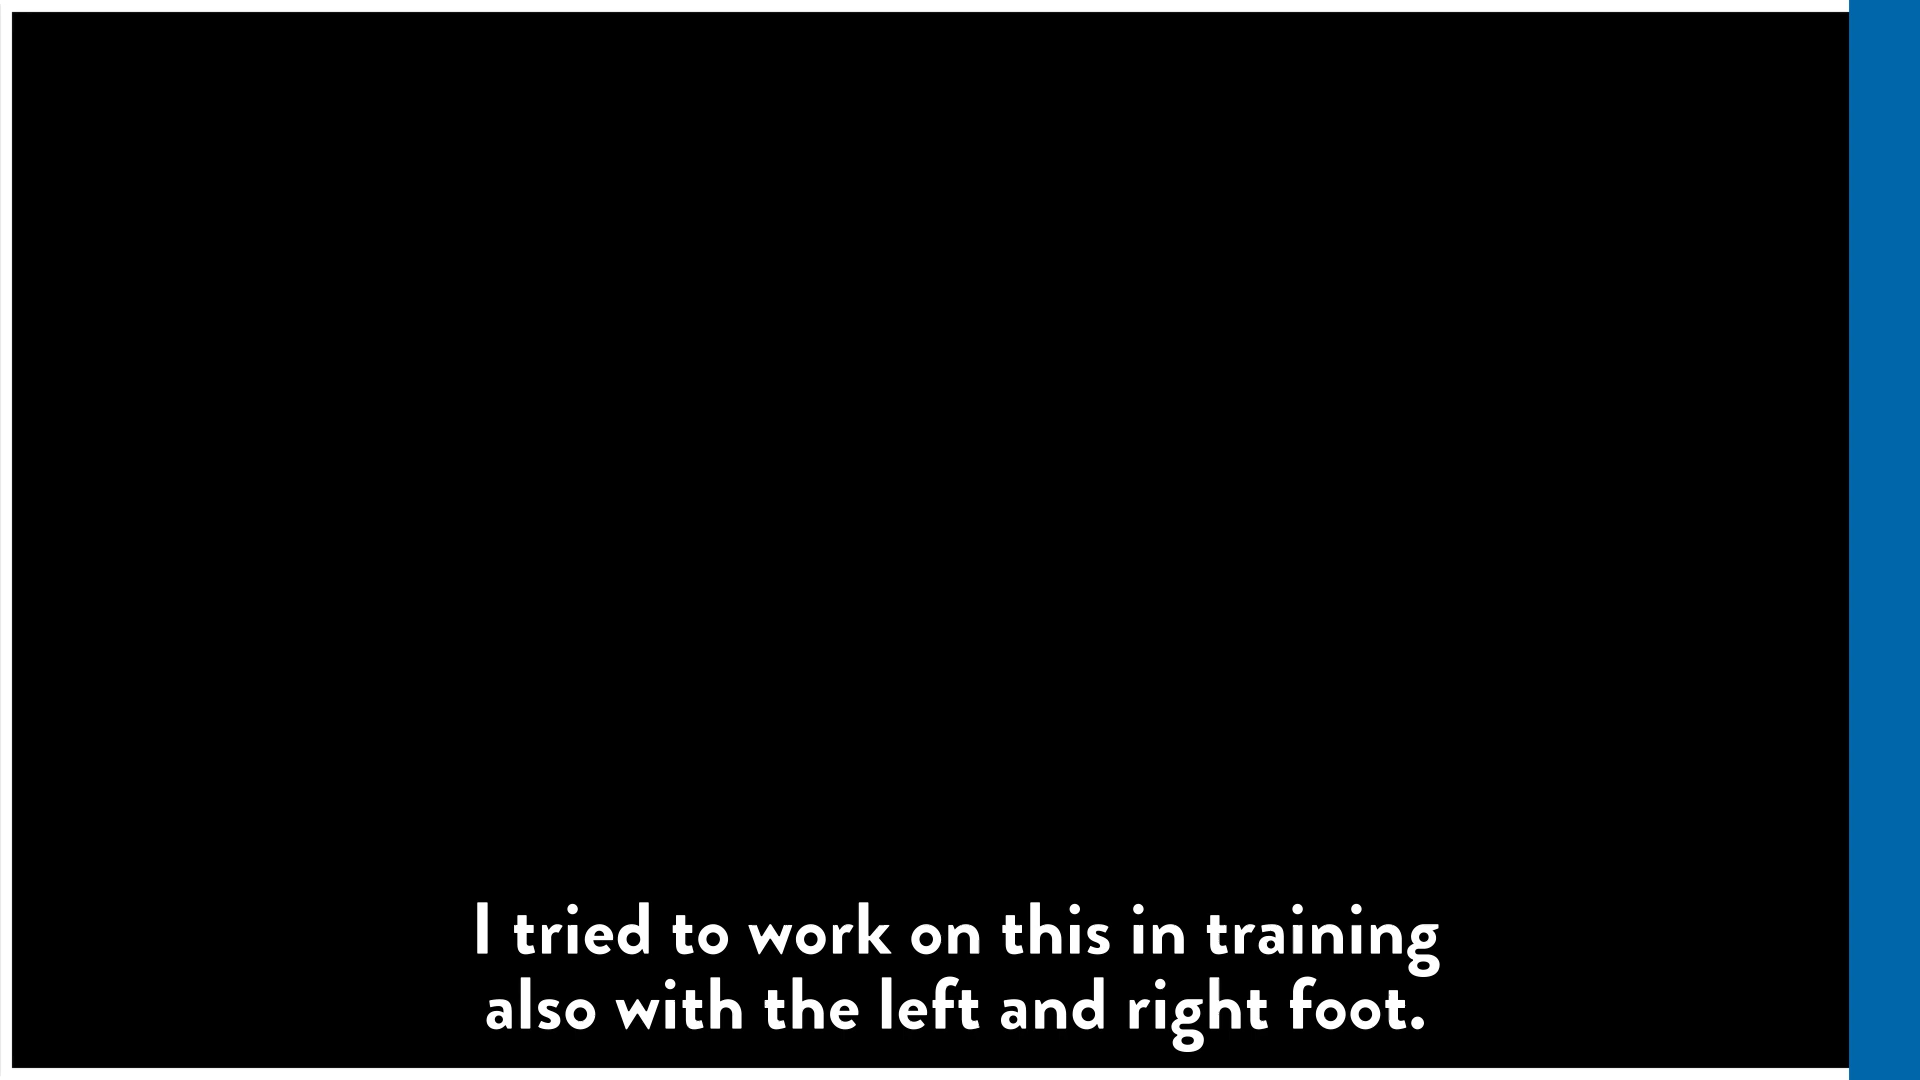 I tried to work on this in training
also with the left and right foot.